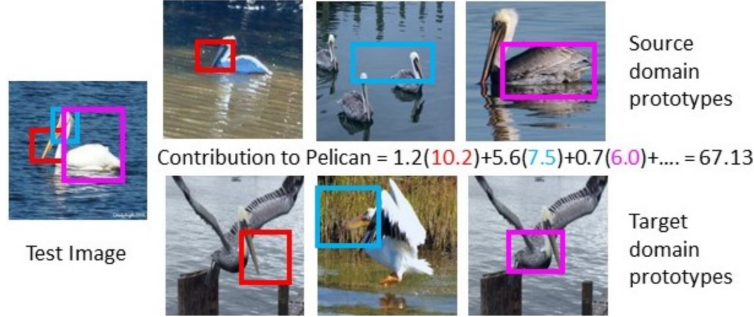 Source
domain
prototypes
Contribution to Pelican = 1.2(10.2)+5.6(7.5)+0.7(6.0)+.... = 67.13
Test Image
Target
domain
prototypes